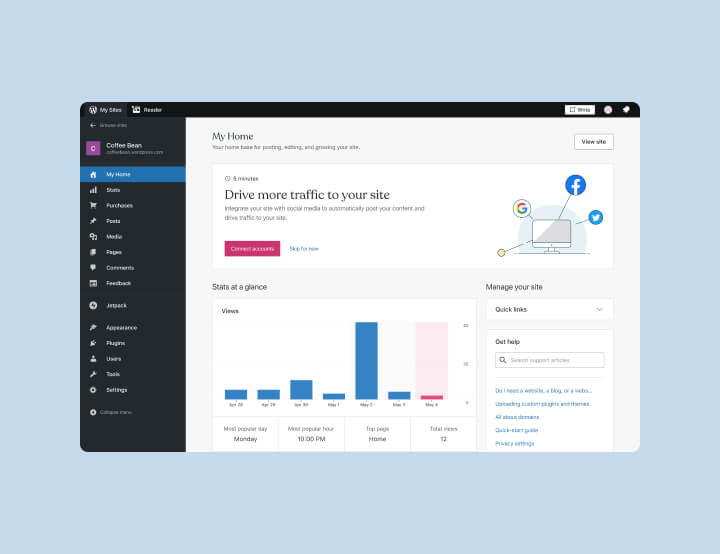 My Sites Reader Write
Browse sites
C Coffee Bean
coffeebean.wordpress.com
My Home
Stats
Purchases
Posts
Media
Pages
Comments
Feedback
Jetpack
Appearance
Plugins
Users
Tools
Settings
Collapse menu
My Home
Your home base for posting, editing, and growing your site.
View site
5 minutes
Drive more traffic to your site
Integrate your site with social media to automatically post your content and
drive traffic to your site.
Connect accounts Skip for now
Stats at a glance
Views
40
20
0
Apr 28 Apr 29 Apr 30 May 1 May 2 May 3 May 4
Most popular day Most popular hour Top page Total views
Monday 10:00 PM Home 12
Manage your site
Quick links
Get help
Search support articles
Do I need a website, a blog, or a webs...
Uploading custom plugins and themes
All about domains
Quick-start guide
Privacy settings